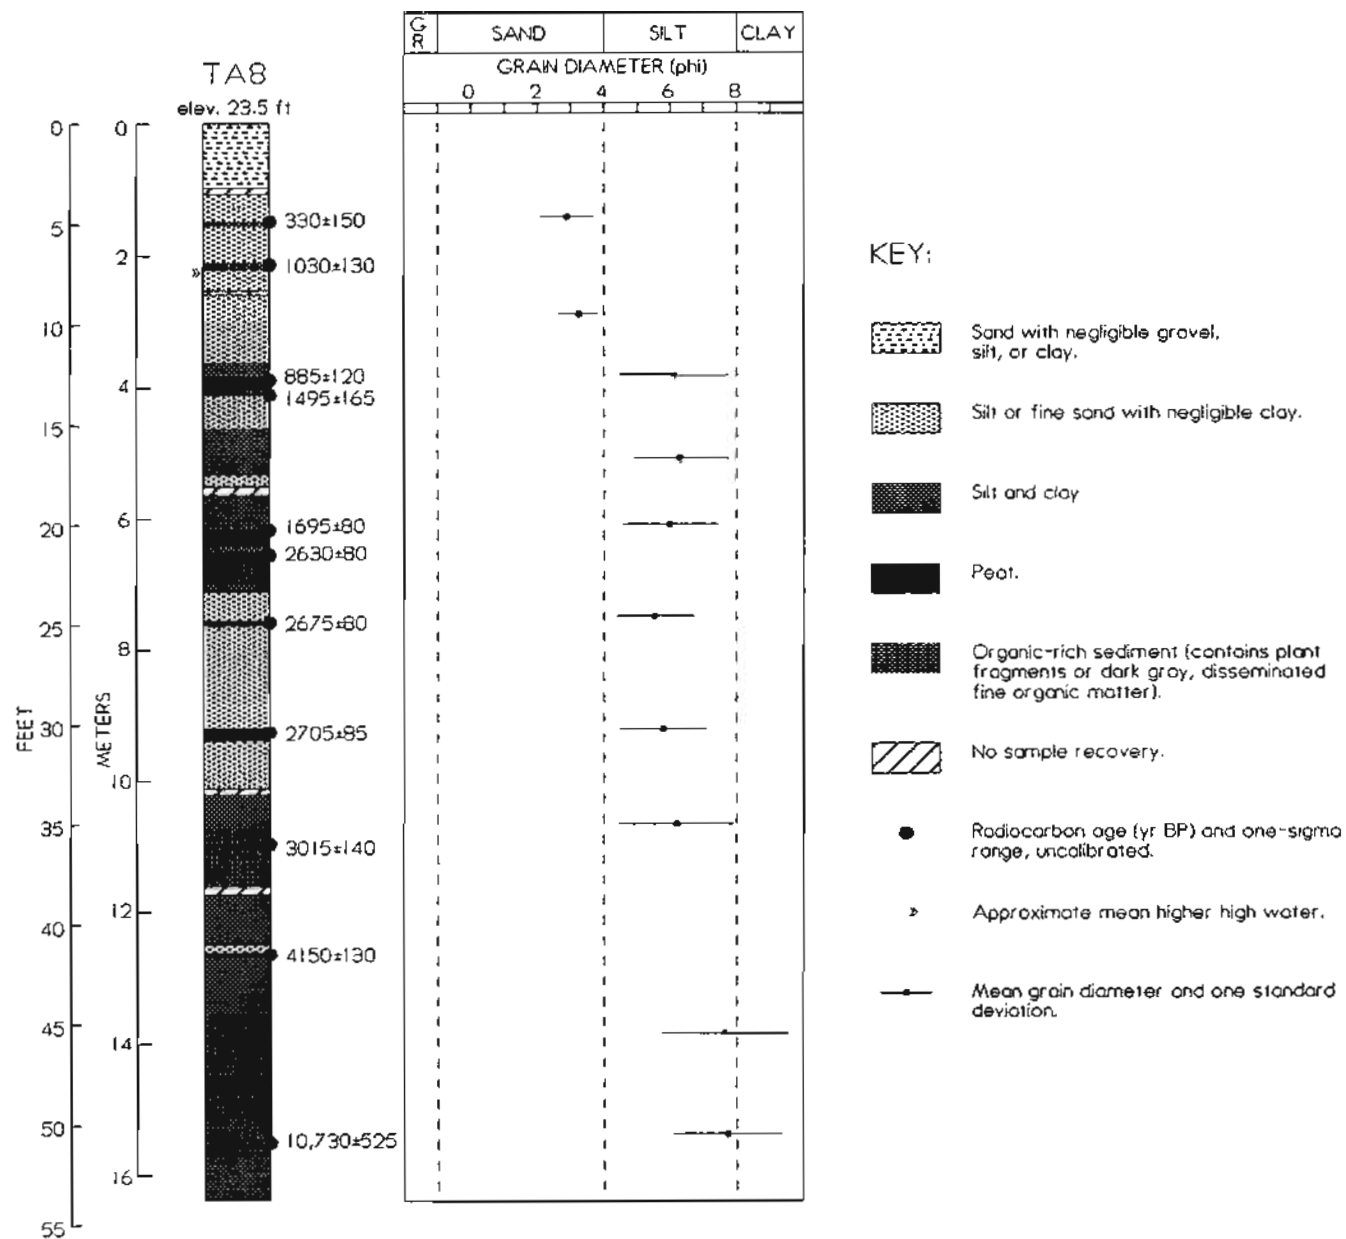 GR SAND SILT CLAY
GRAIN DIAMETER (phi)
0 2 4 6 8
TA8
elev. 23.5 ft
0
5
10
15
20
25
30
35
40
45
50
55
FEET
0
2
4
6
8
10
12
14
16
METERS
330±150
1030±130
885±120
1495±165
1695±80
2630±80
2675±80
2705±85
3015±140
4150±130
10,730±525
KEY:
Sand with negligible gravel,
silt, or clay.
Silt or fine sand with negligible clay.
Silt and clay
Peat.
Organic-rich sediment (contains plant
fragments or dark gray, disseminated
fine organic matter).
No sample recovery.
Radiocarbon age (yr BP) and one-sigma
range, uncalibrated.
Approximate mean higher high water.
Mean grain diameter and one standard
deviation.